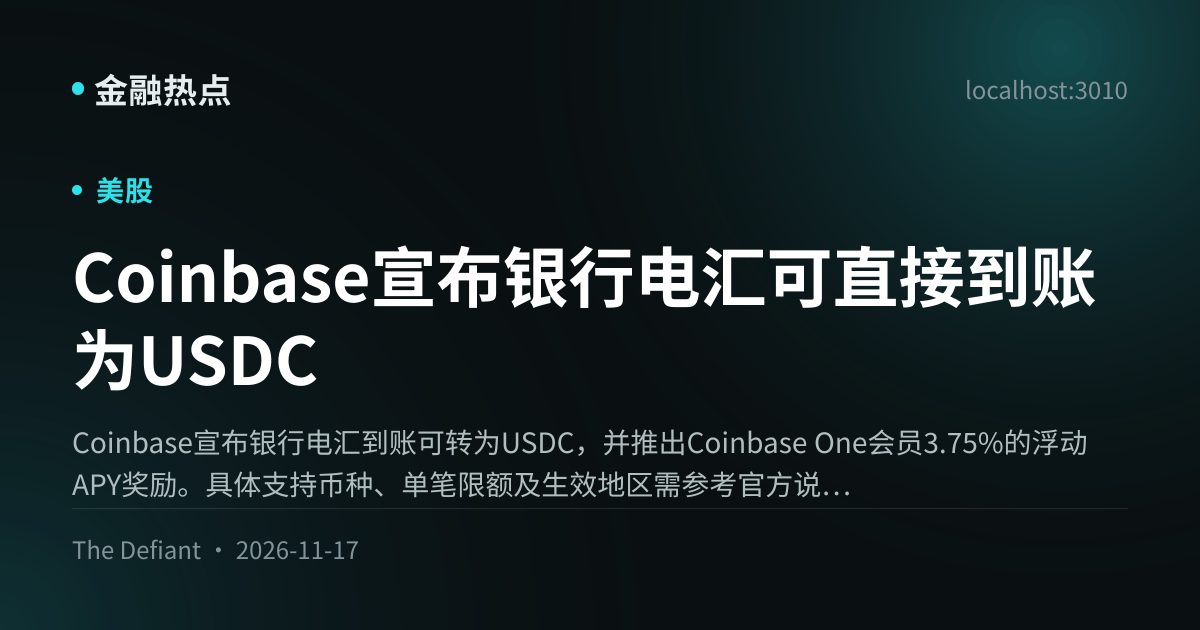 金融热点
localhost:3010
美股
Coinbase宣布银行电汇可直接到账
为USDC
Coinbase宣布银行电汇到账可转为USDC，并推出Coinbase One会员3.75%的浮动
APY奖励。具体支持币种、单笔限额及生效地区需参考官方说…
The Defiant · 2026-11-17